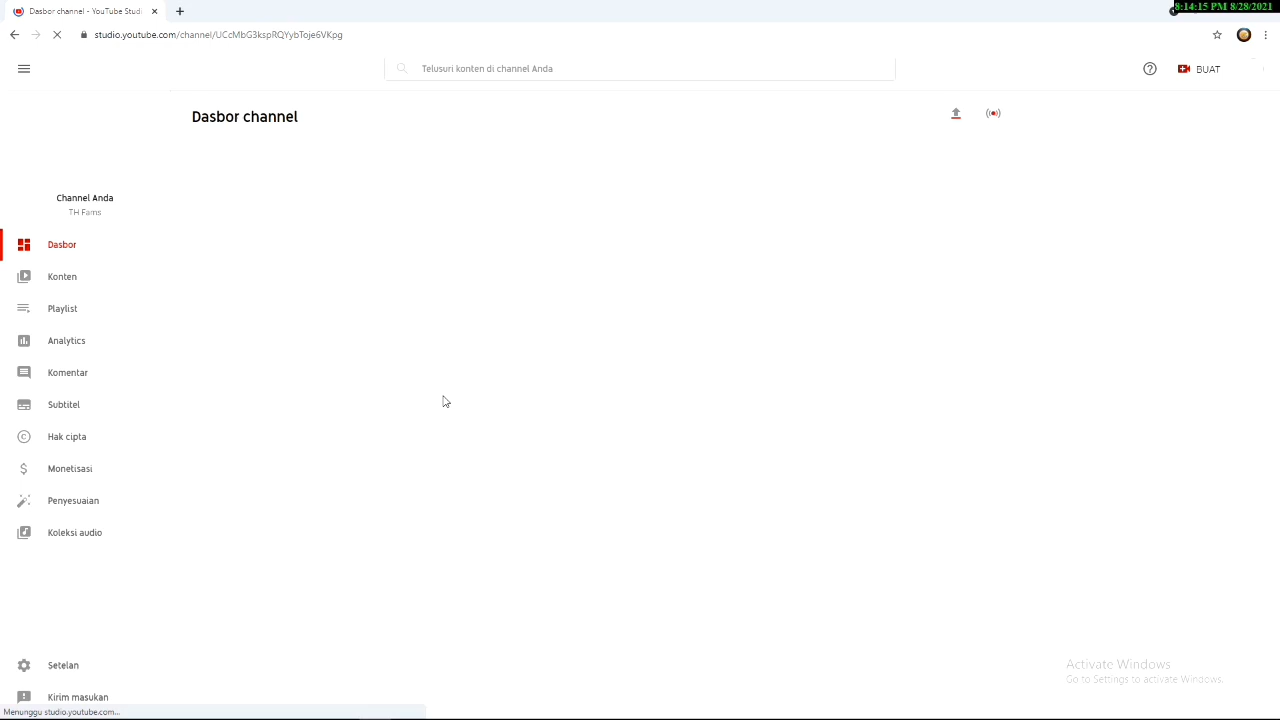 Dasbor channel - YouTube Studi
8:14:15 PM 8/28/2021
studio.youtube.com/channel/UCcMbG3kspRQYybToje6VKpg
Telusuri konten di channel Anda
BUAT
Dasbor channel
Channel Anda
TH Fams
Dasbor
Konten
Playlist
Analytics
Komentar
Subtitel
Hak cipta
Monetisasi
Penyesuaian
Koleksi audio
Setelan
Kirim masukan
Activate Windows
Go to Settings to activate Windows.
Menunggu studio.youtube.com...